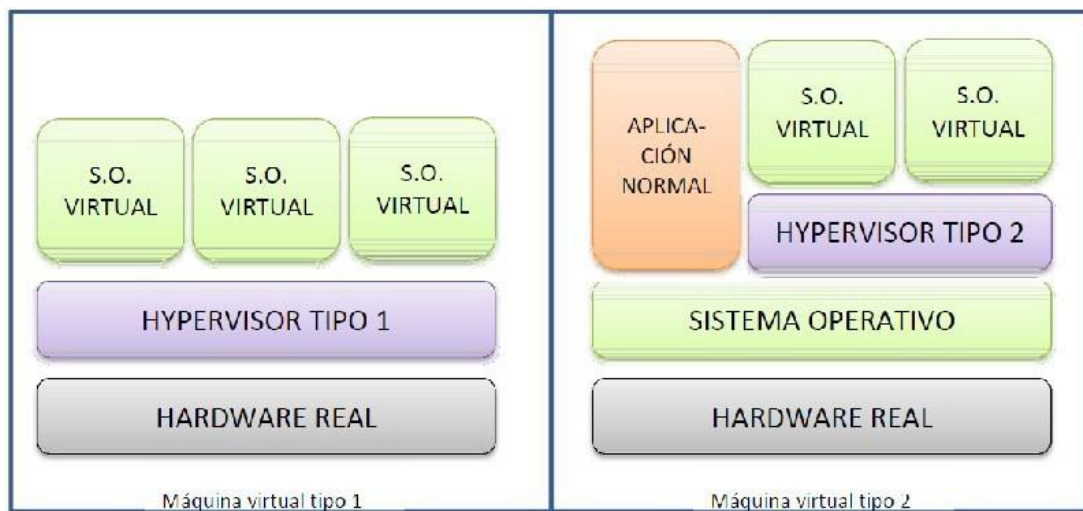 S.O.
VIRTUAL
S.O.
VIRTUAL
S.O.
VIRTUAL
HYPERVISOR TIPO 1
HARDWARE REAL
Máquina virtual tipo 1
APLICA-
CIÓN
NORMAL
S.O.
VIRTUAL
S.O.
VIRTUAL
HYPERVISOR TIPO 2
SISTEMA OPERATIVO
HARDWARE REAL
Máquina virtual tipo 2